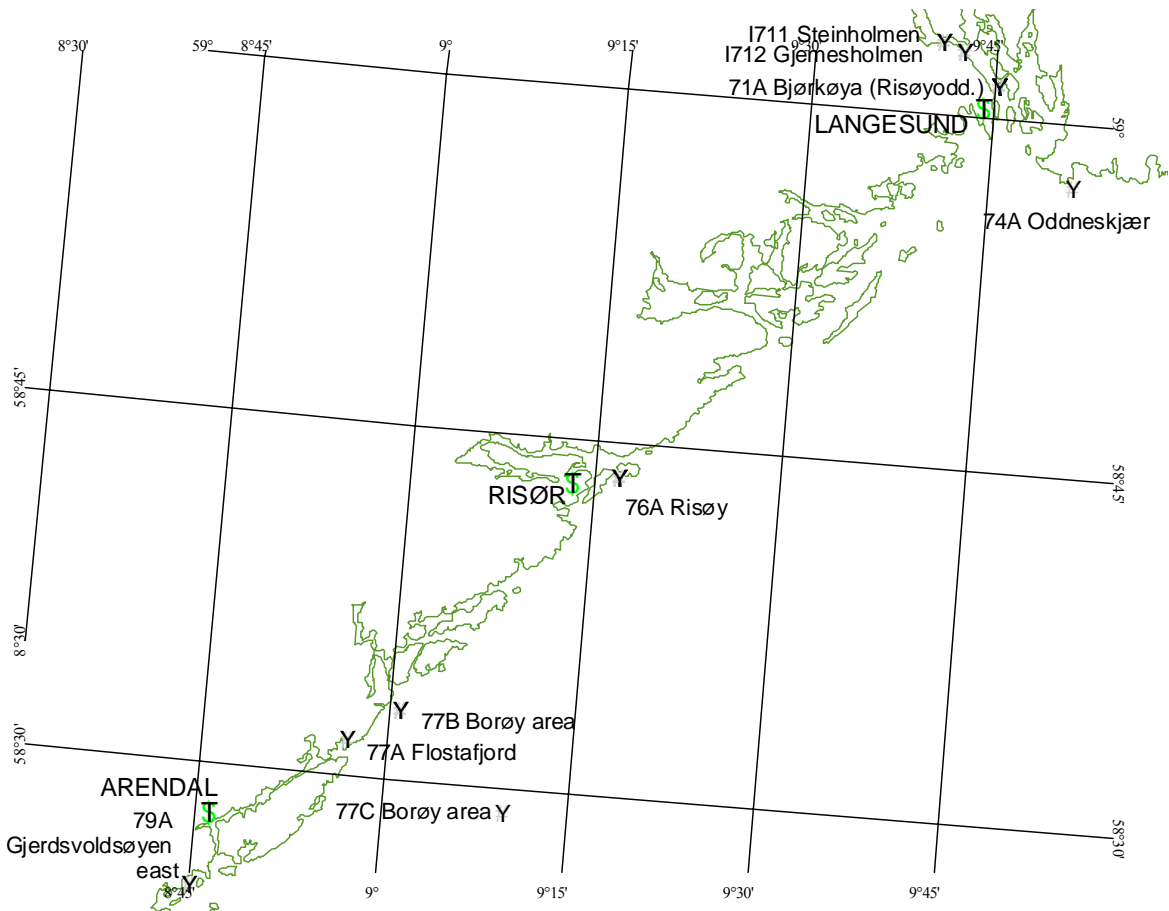 I711 Steinholmen
8°30'
59°
8°45'
9°
9°15'
9°30'
9°45'
I712 Gjemesholmen
71A Bjørkøya (Risøyodd.)
LANGESUND
59°
74A Oddneskjær
58°45'
58°45'
RISØR
76A Risøy
8°30'
77B Borøy area
58°30'
77A Flostafjord
ARENDAL
77C Borøy area
79A
58°30'
Gjerdsvoldsøyen
east
8°45'
9°
9°15'
9°30'
9°45'